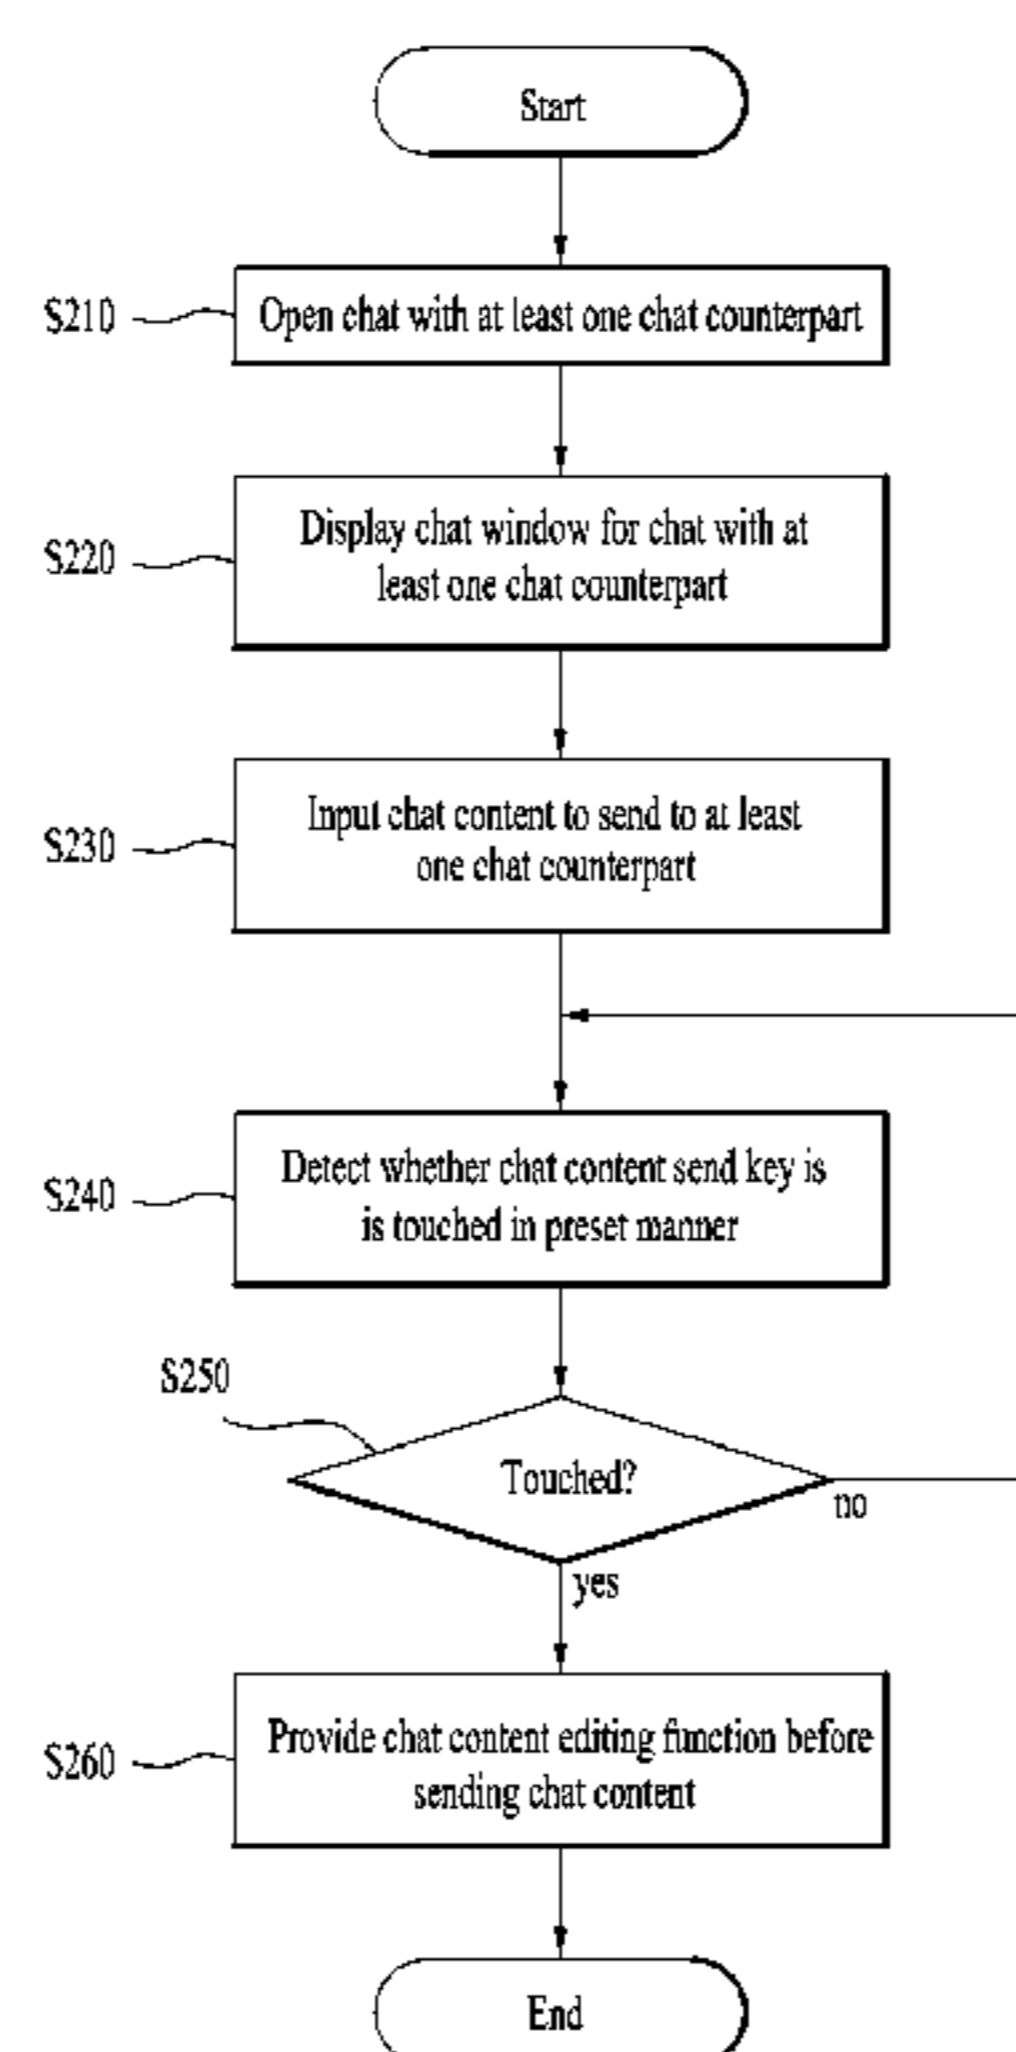 Start
S210
Open chat with at least one chat counterpart
S220
Display chat window for chat with at
least one chat counterpart
S230
Input chat content to send to at least
one chat counterpart
S240
Detect whether chat content send key is
is touched in preset manner
S250
Touched?
no
yes
S260
Provide chat content editing function before
sending chat content
End